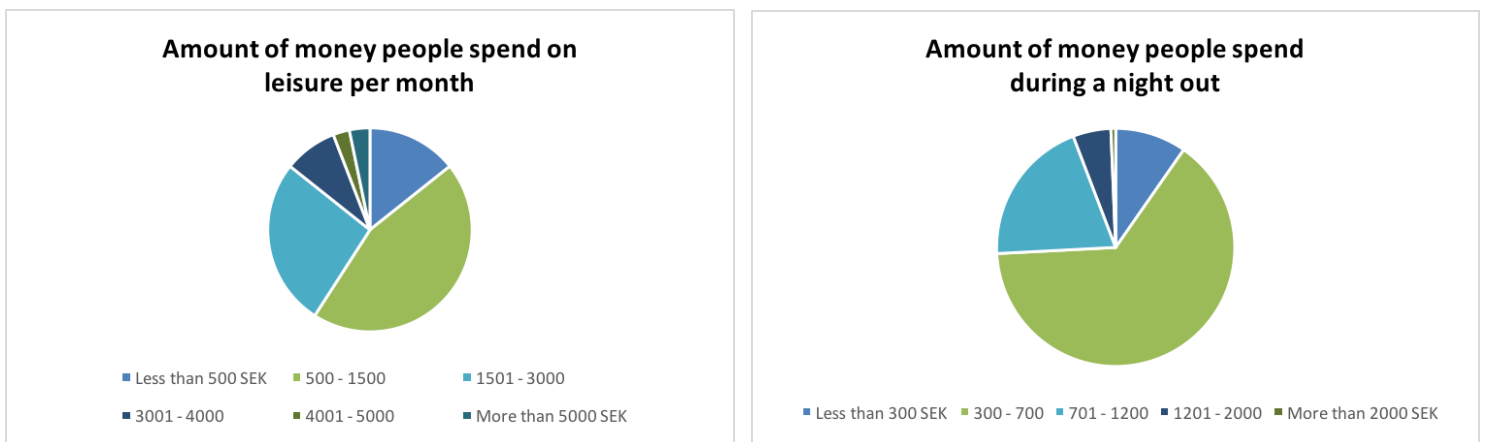 Amount of money people spend on
leisure per month
Less than 500 SEK 500 - 1500 1501 - 3000
3001 - 4000 4001 - 5000 More than 5000 SEK
Amount of money people spend
during a night out
Less than 300 SEK 300 - 700 701 - 1200 1201 - 2000 More than 2000 SEK